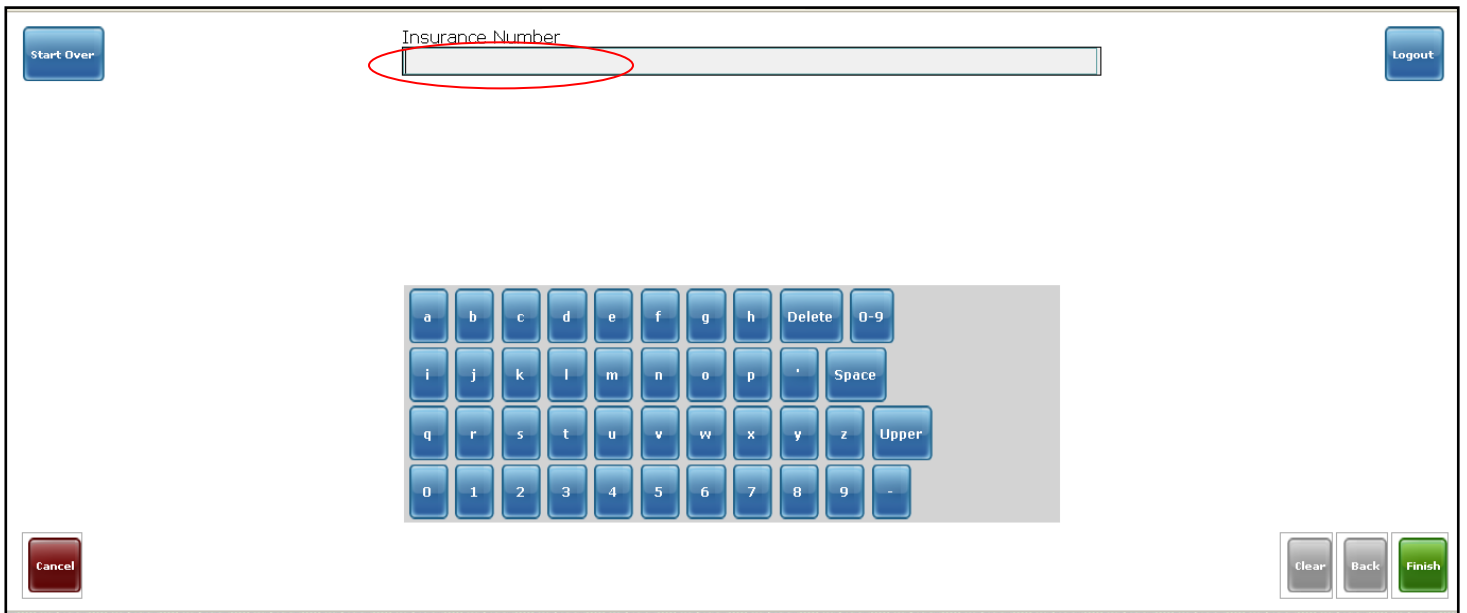 Start Over
Insurance Number
Logout
a b c d e f g h Delete 0-9
i j k l m n o p ' Space
q r s t u v w x y z Upper
0 1 2 3 4 5 6 7 8 9 -
Cancel
Clear Back Finish